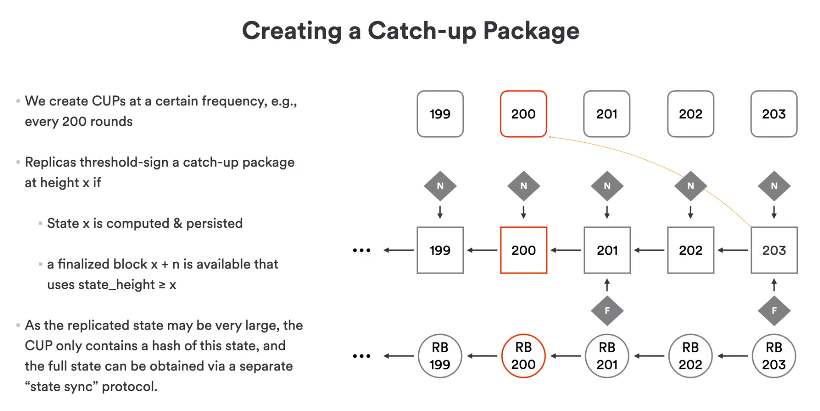 Creating a Catch-up Package
We create CUPs at a certain frequency, e.g.,
every 200 rounds
Replicas threshold-sign a catch-up package
at height x if
State x is computed & persisted
a finalized block x + n is available that
uses state_height ≥ x
As the replicated state may be very large, the
CUP only contains a hash of this state, and
the full state can be obtained via a separate
“state sync” protocol.
199 200 201 202 203
N N N N N
••• 199 200 201 202 203
F F
••• RB RB RB RB RB
199 200 201 202 203